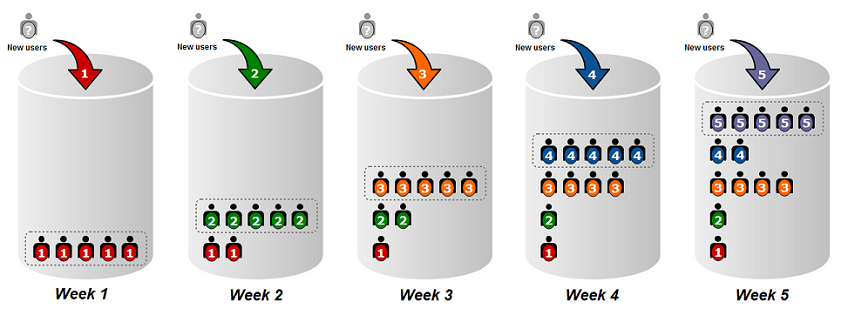 ? ? ? ? ?
New users New users New users New users New users
1 2 3 4 5
5 5 5 5 5
4 4 4 4 4 4 4
3 3 3 3 3 3 3 3 3 3 3 3 3
2 2 2 2 2 2 2 2 2
1 1 1 1 1 1 1 1 1 1
Week 1 Week 2 Week 3 Week 4 Week 5